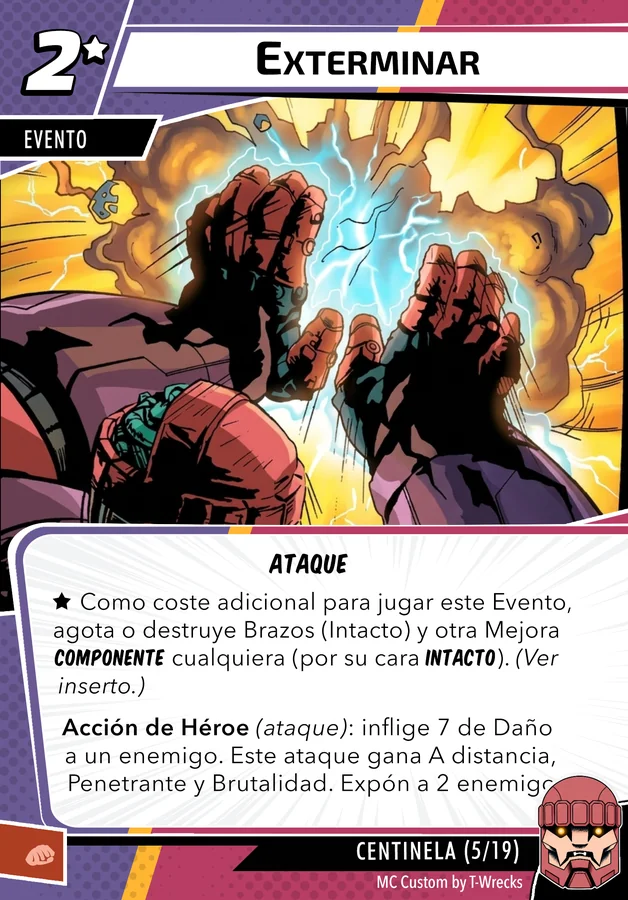 2
EXTERMINAR
EVENTO
ATAQUE
★ Como coste adicional para jugar este Evento,
agota o destruye Brazos (Intacto) y otra Mejora
COMPONENTE cualquiera (por su cara INTACTO). (Ver
inserto.)
Acción de Héroe (ataque): inflige 7 de Daño
a un enemigo. Este ataque gana A distancia,
Penetrante y Brutalidad. Expón a 2
CENTINELA (5/19)
MC Custom by T-Wrecks